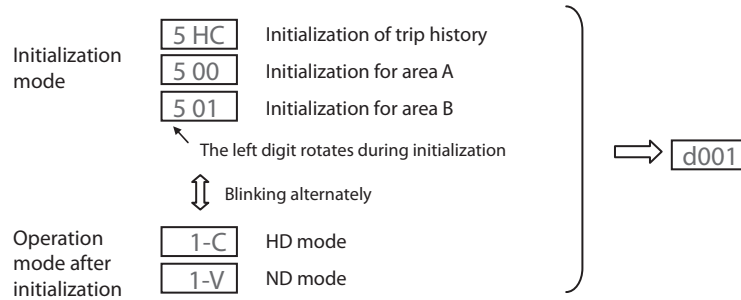 Initialization
mode
5 HC Initialization of trip history
5 00 Initialization for area A
5 01 Initialization for area B
The left digit rotates during initialization
Blinking alternately
d001
Operation
mode after
initialization
1-C HD mode
1-V ND mode